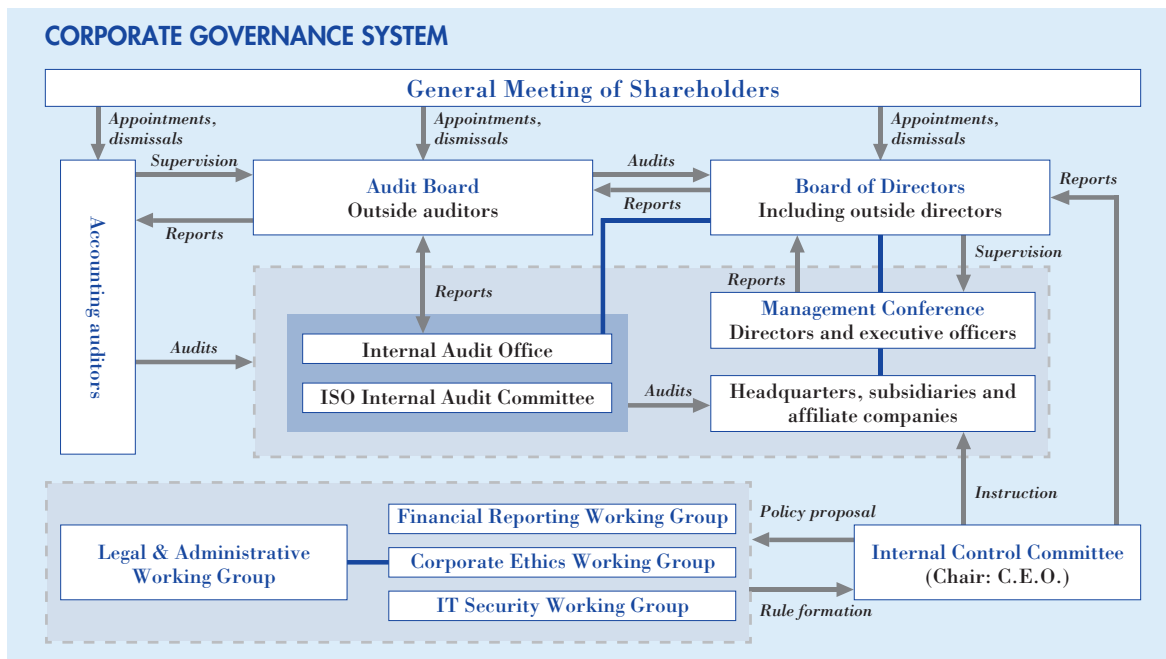 CORPORATE GOVERNANCE SYSTEM
General Meeting of Shareholders
Appointments,
dismissals
Appointments,
dismissals
Appointments,
dismissals
Supervision
Audits
Reports
Accounting auditors
Audit Board
Outside auditors
Board of Directors
Including outside directors
Reports
Reports
Supervision
Reports
Reports
Management Conference
Directors and executive officers
Audits
Internal Audit Office
ISO Internal Audit Committee
Audits
Headquarters, subsidiaries and
affiliate companies
Instruction
Financial Reporting Working Group
Policy proposal
Legal & Administrative
Working Group
Corporate Ethics Working Group
Internal Control Committee
(Chair: C.E.O.)
IT Security Working Group
Rule formation